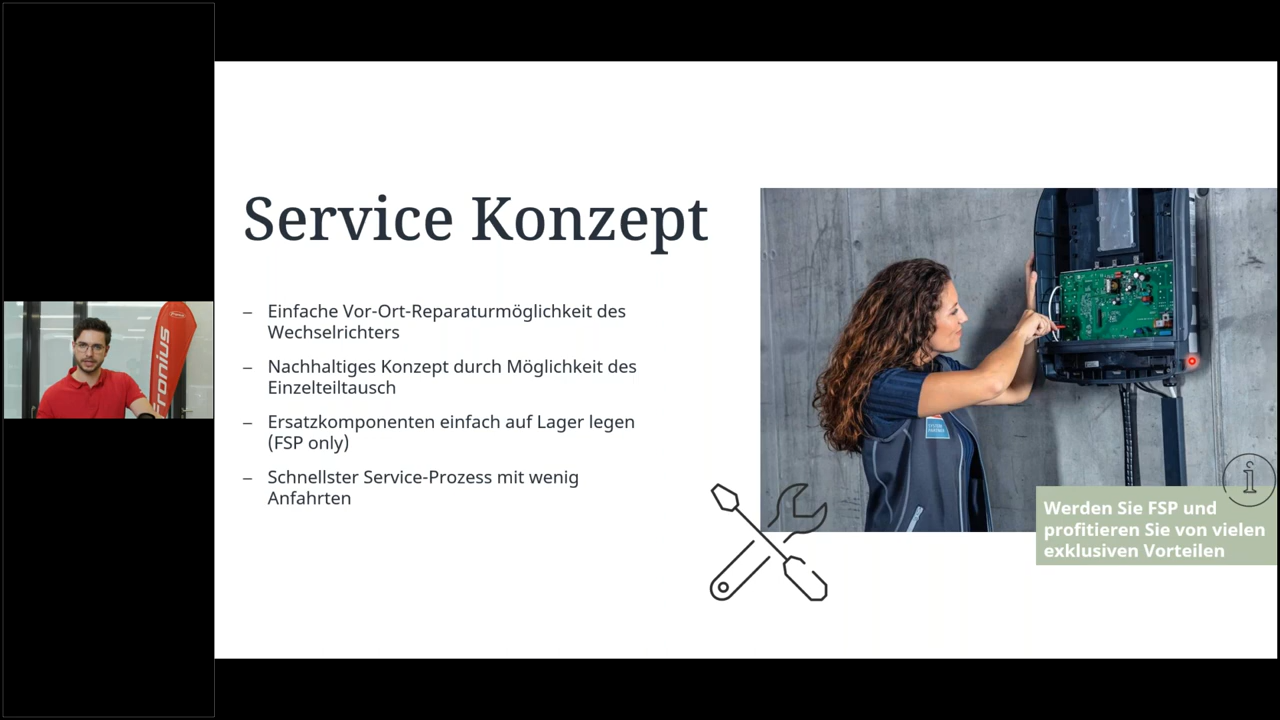 Service Konzept
– Einfache Vor-Ort-Reparaturmöglichkeit des
Wechselrichters
– Nachhaltiges Konzept durch Möglichkeit des
Einzelteiltausch
– Ersatzkomponenten einfach auf Lager legen
(FSP only)
– Schnellster Service-Prozess mit wenig
Anfahrten
Werden Sie FSP und
profitieren Sie von vielen
exklusiven Vorteilen
i
Fronius